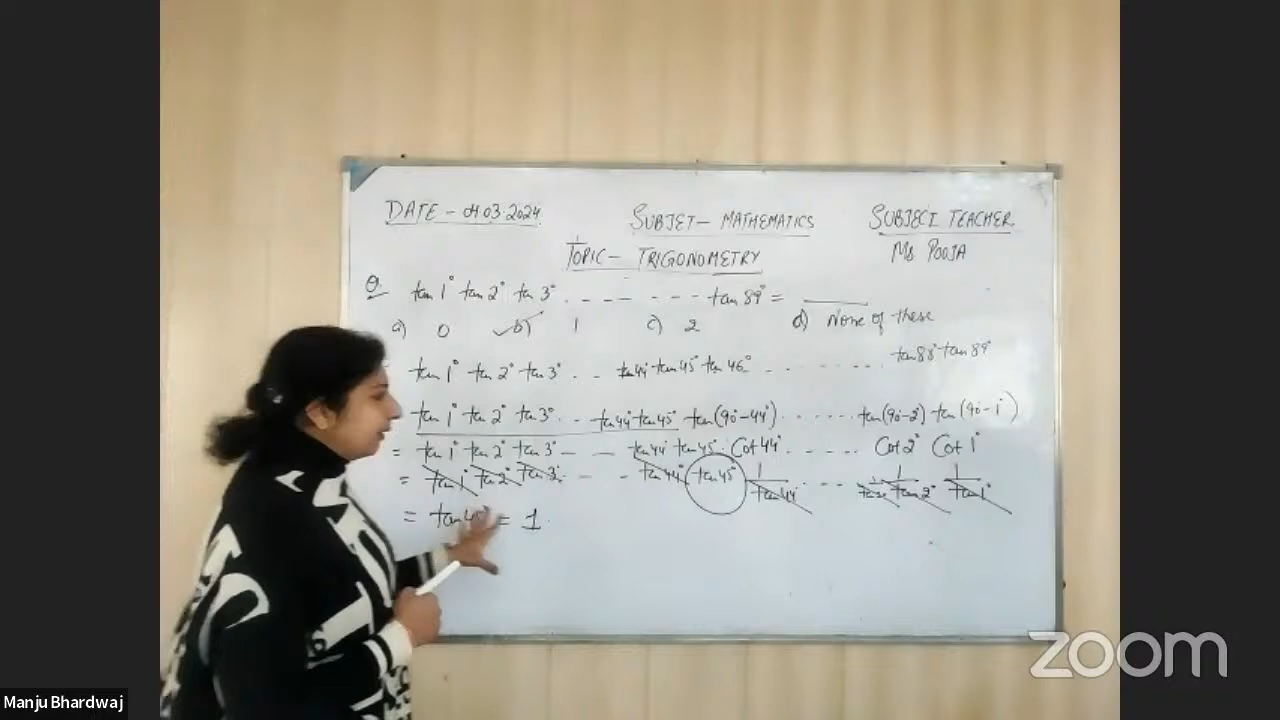 DATE - 04.03.2024 SUBJET - MATHEMATICS SUBJECT TEACHER
TOPIC - TRIGONOMETRY Ms POOJA
Q. tan 1° tan 2° tan 3° . - - - - - - - tan 89° = ____
a) 0 ✓b) 1 c) 2 d) None of these
tan 1° tan 2° tan 3° . . - tan 44° tan 45° tan 46° - . . . . . - . . tan 88° tan 89°
tan 1° tan 2° tan 3° - . . tan 44° tan 45° tan (90° - 44°) . . . . . . . tan (90 - 2°) tan (90 - 1°)
= tan 1° tan 2° tan 3° - - - tan 44° tan 45° Cot 44° . . . . . . Cot 2° Cot 1°
= tan 1° tan 2° tan 3° - - - tan 44° tan 45° 1/tan 44° - - - 1/tan 2° 1/tan 1°
= tan 45° = 1
Manju Bhardwaj
zoom